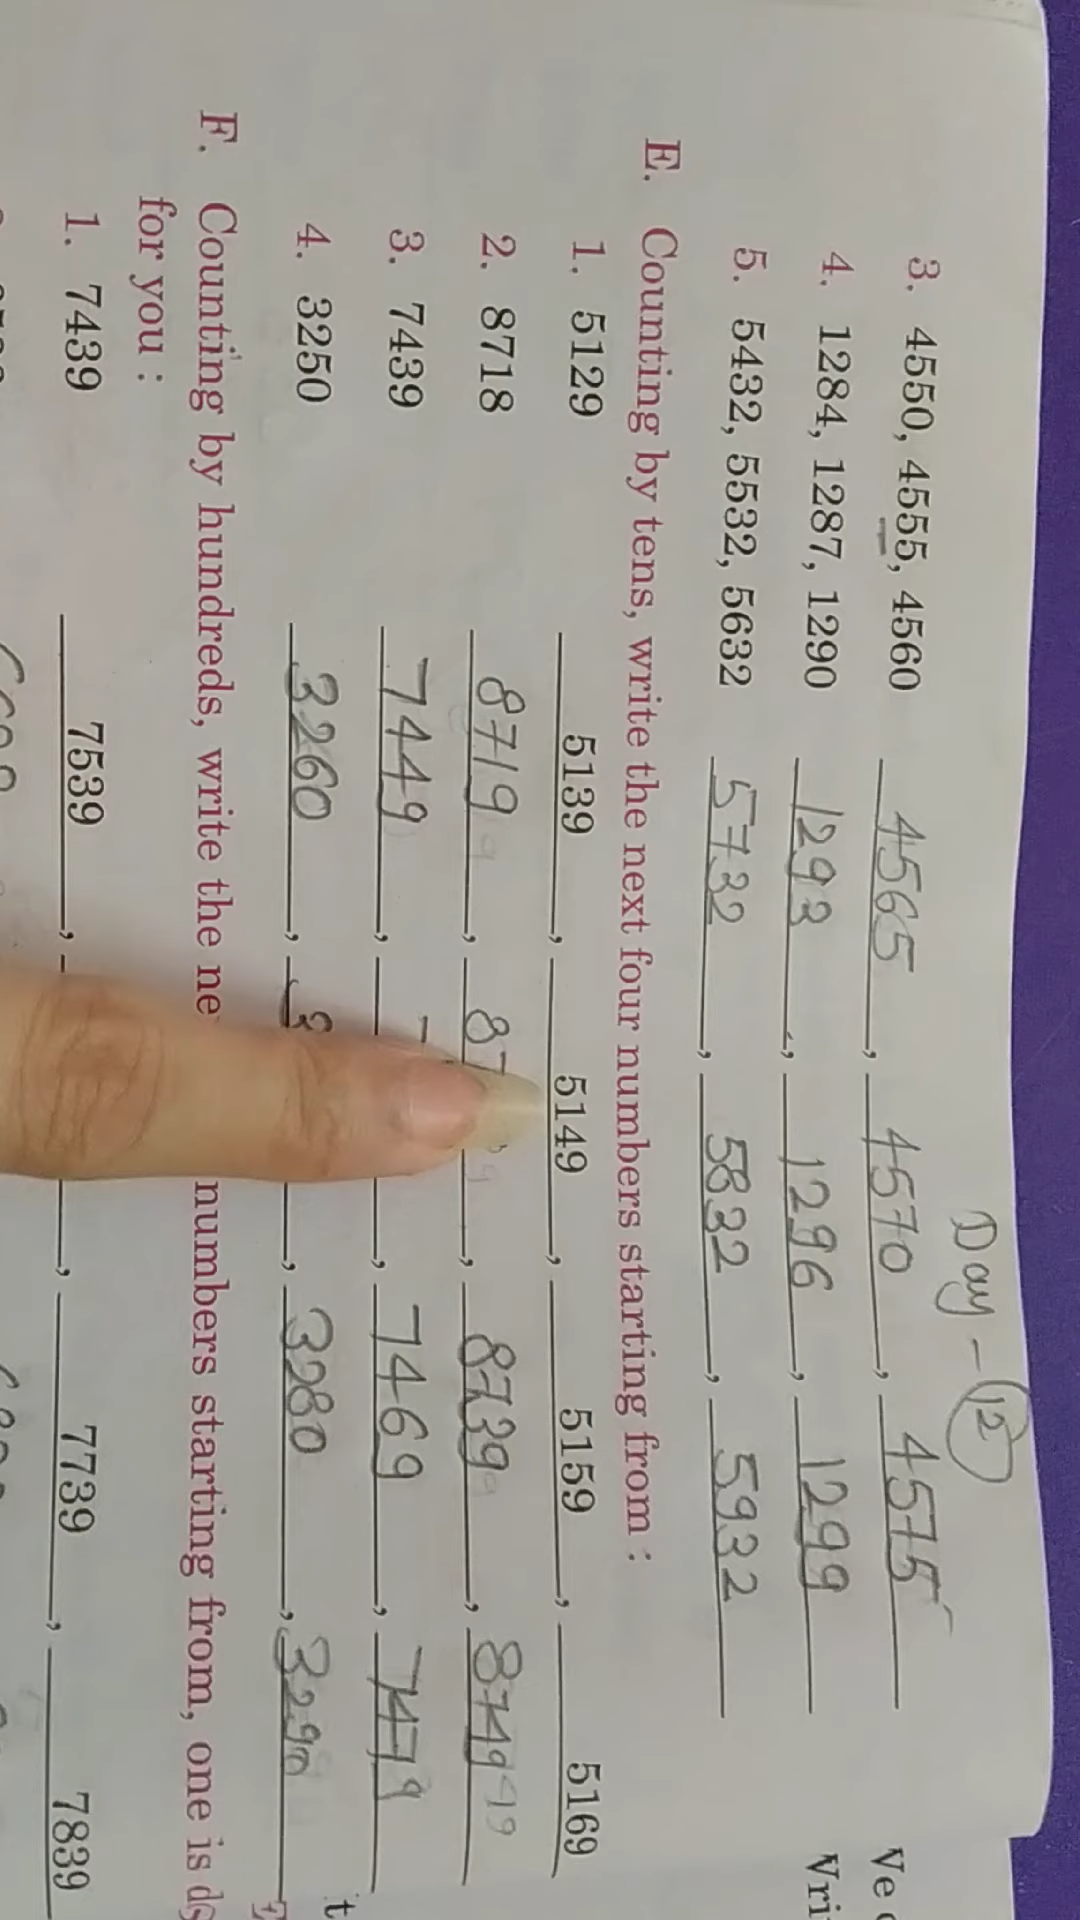 Day - 12
3. 4550, 4555, 4560 4565, 4570, 4575
4. 1284, 1287, 1290 1293, 1296, 1299
5. 5432, 5532, 5632 5732, 5832, 5932
E. Counting by tens, write the next four numbers starting from :
1. 5129 5139, 5149, 5159, 5169
2. 8718 8719, 87, 8739, 8749
3. 7439 7449, 7469, 7479
4. 3250 3260, 3280, 3290
F. Counting by hundreds, write the ne numbers starting from, one is
for you :
1. 7439 7539, 7739, 7839